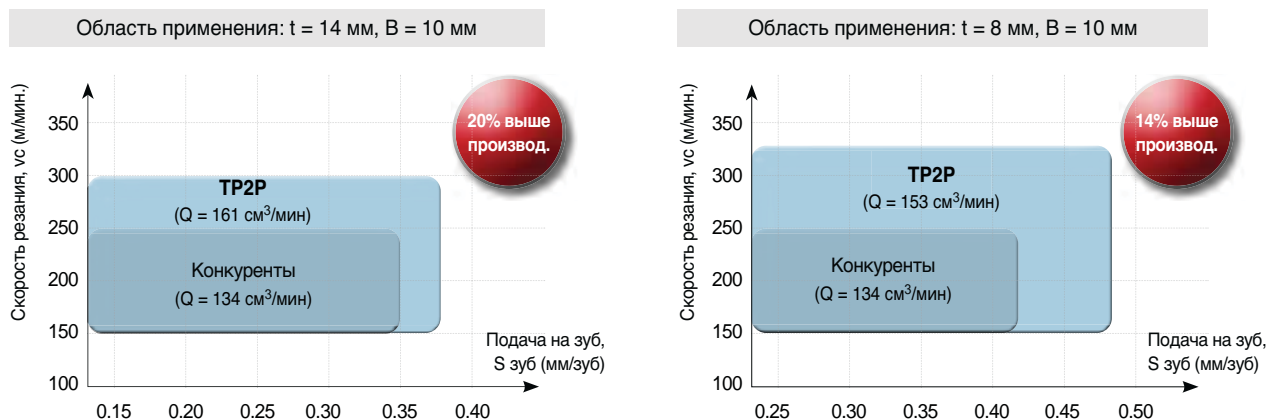 Область применения: t = 14 мм, B = 10 мм
Скорость резания, vc (м/мин.)
350
300
250
200
150
100
20% выше
производ.
TP2P
(Q = 161 см³/мин)
Конкуренты
(Q = 134 см³/мин)
Подача на зуб,
S зуб (мм/зуб)
0.15 0.20 0.25 0.30 0.35 0.40
Область применения: t = 8 мм, B = 10 мм
Скорость резания, vc (м/мин.)
350
300
250
200
150
100
14% выше
производ.
TP2P
(Q = 153 см³/мин)
Конкуренты
(Q = 134 см³/мин)
Подача на зуб,
S зуб (мм/зуб)
0.25 0.30 0.35 0.40 0.45 0.50